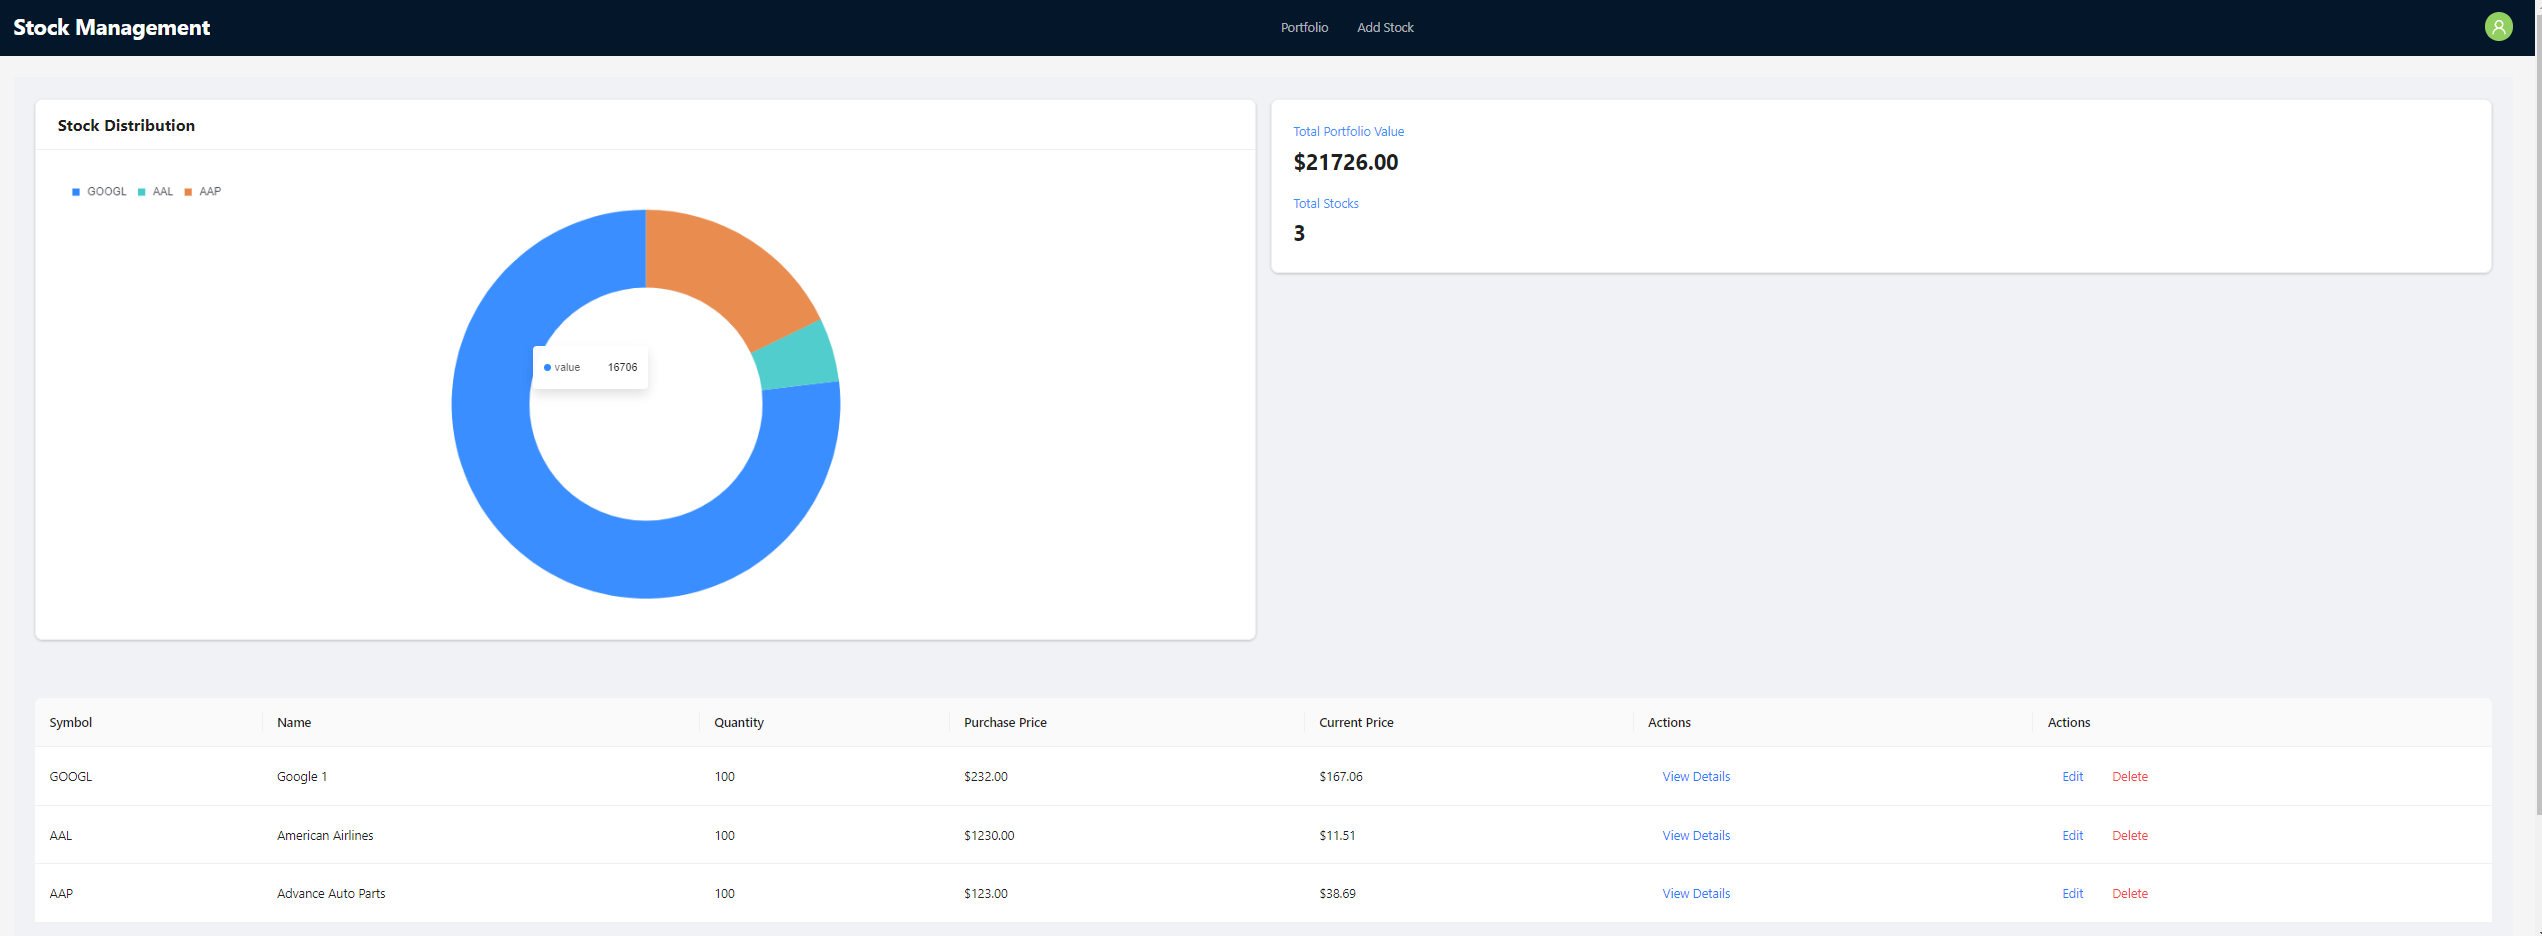 Stock Management
Portfolio Add Stock
Stock Distribution
GOOGL AAL AAP
value 16706
Total Portfolio Value
$21726.00
Total Stocks
3
Symbol Name Quantity Purchase Price Current Price Actions Actions
GOOGL Google 1 100 $232.00 $167.06 View Details Edit Delete
AAL American Airlines 100 $1230.00 $11.51 View Details Edit Delete
AAP Advance Auto Parts 100 $123.00 $38.69 View Details Edit Delete